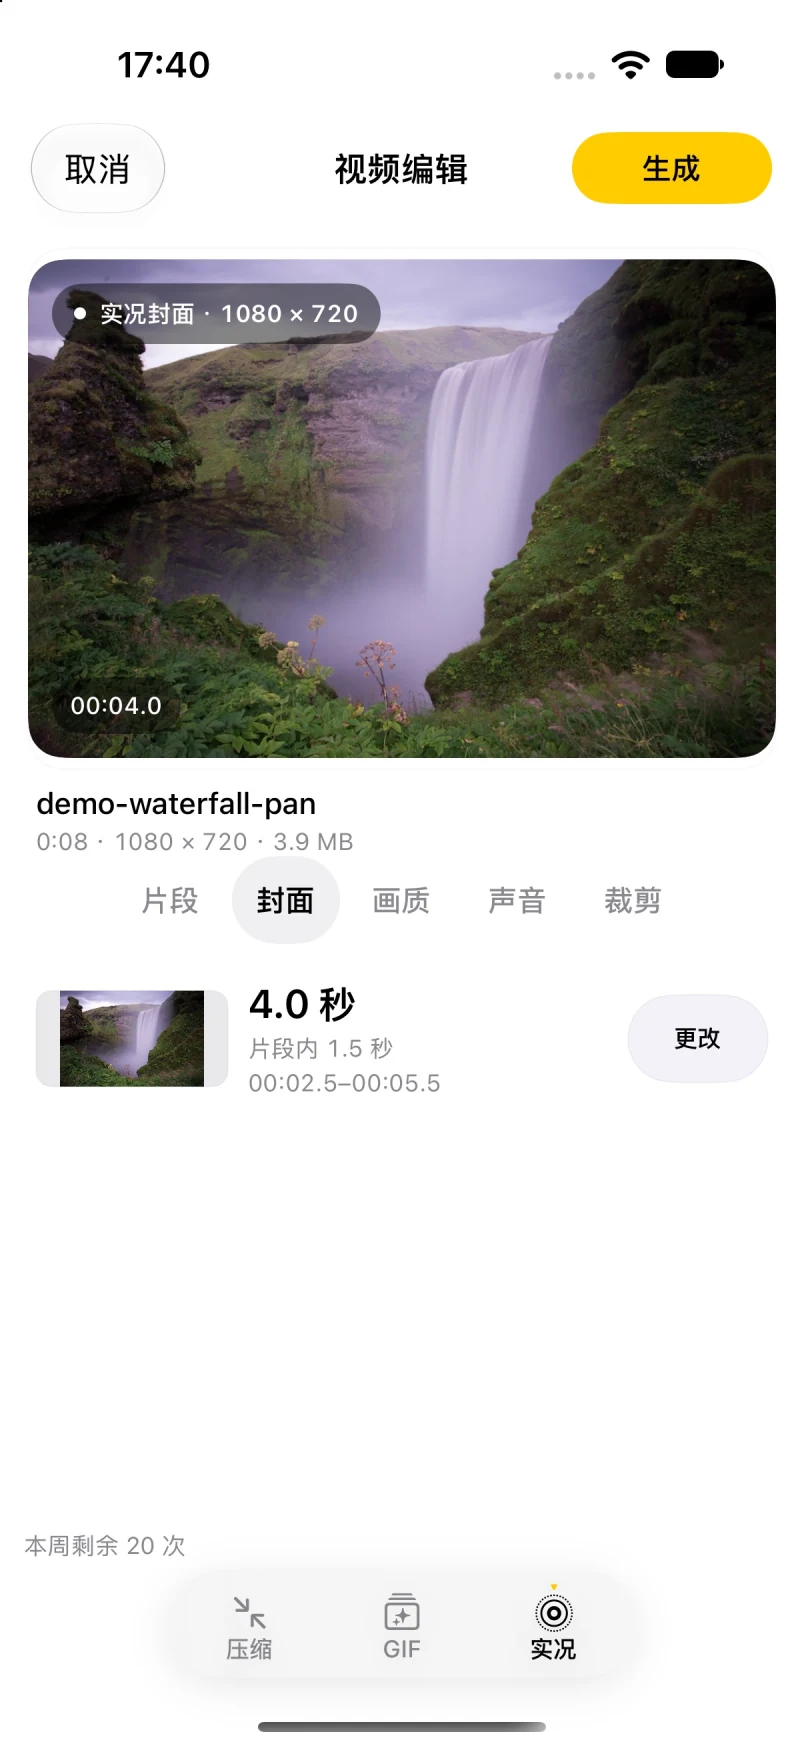 17:40
取消
视频编辑
生成
实况封面 · 1080 × 720
00:04.0
demo-waterfall-pan
0:08 · 1080 × 720 · 3.9 MB
片段 封面 画质 声音 裁剪
4.0 秒
片段内 1.5 秒
00:02.5–00:05.5
更改
本周剩余 20 次
压缩 GIF 实况